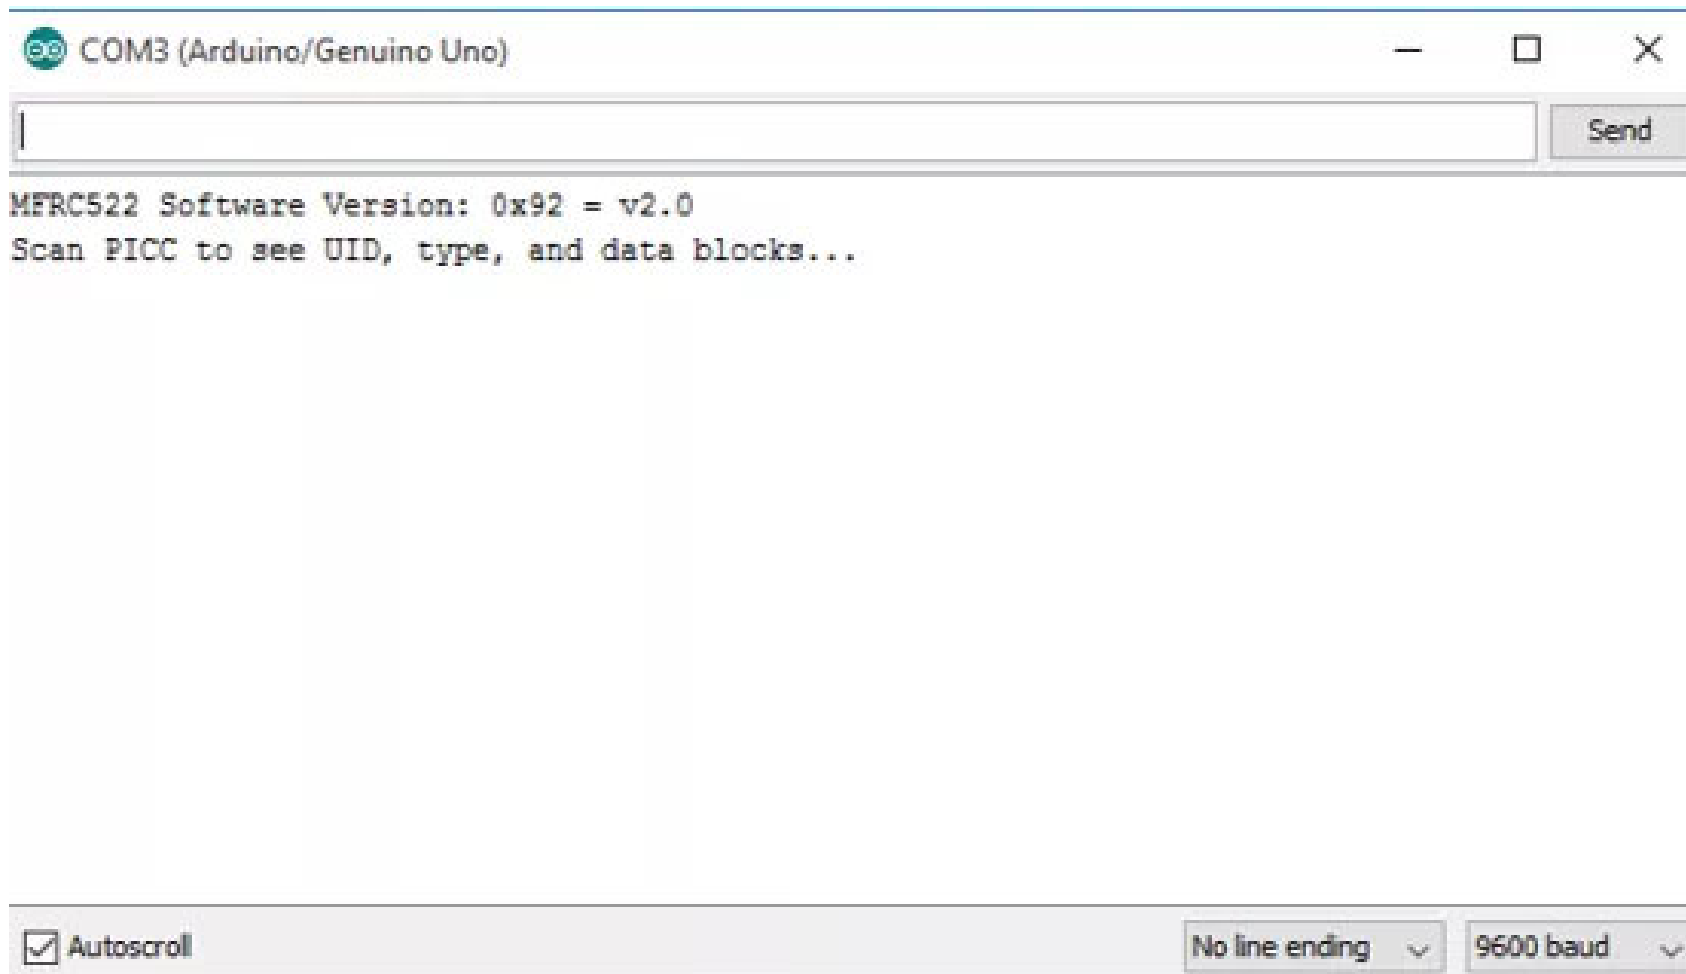 COM3 (Arduino/Genuino Uno)
Send
MFRC522 Software Version: 0x92 = v2.0
Scan PICC to see UID, type, and data blocks...
Autoscroll
No line ending
9600 baud